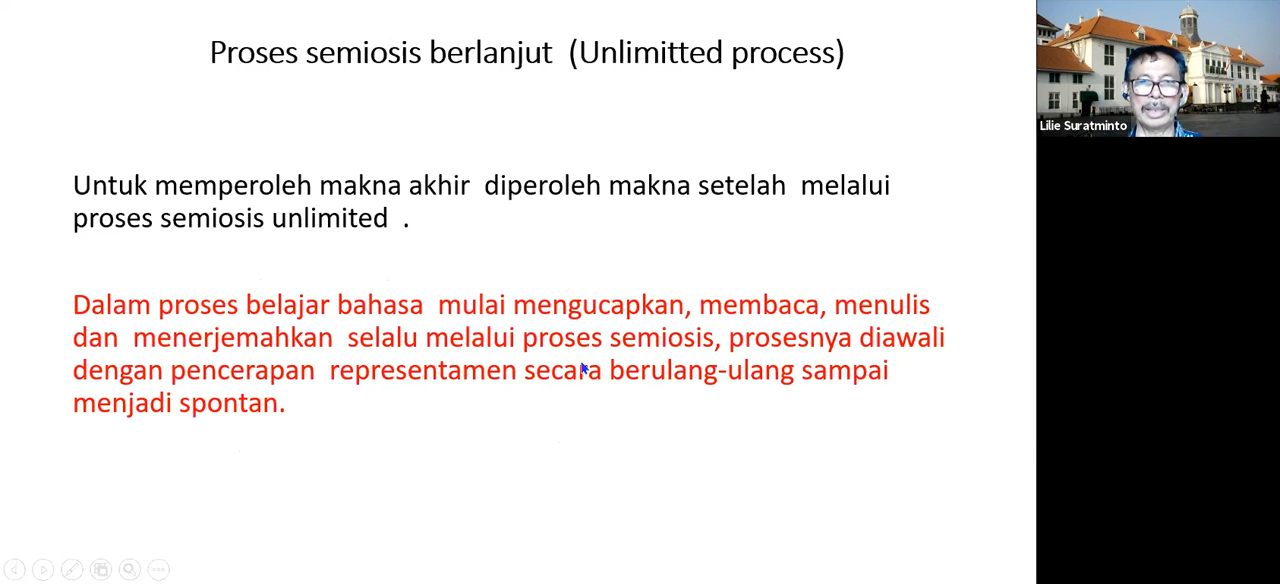 Proses semiosis berlanjut (Unlimitted process)
Untuk memperoleh makna akhir diperoleh makna setelah melalui
proses semiosis unlimited .
Dalam proses belajar bahasa mulai mengucapkan, membaca, menulis
dan menerjemahkan selalu melalui proses semiosis, prosesnya diawali
dengan pencerapan representamen secara berulang-ulang sampai
menjadi spontan.
Lilie Suratminto